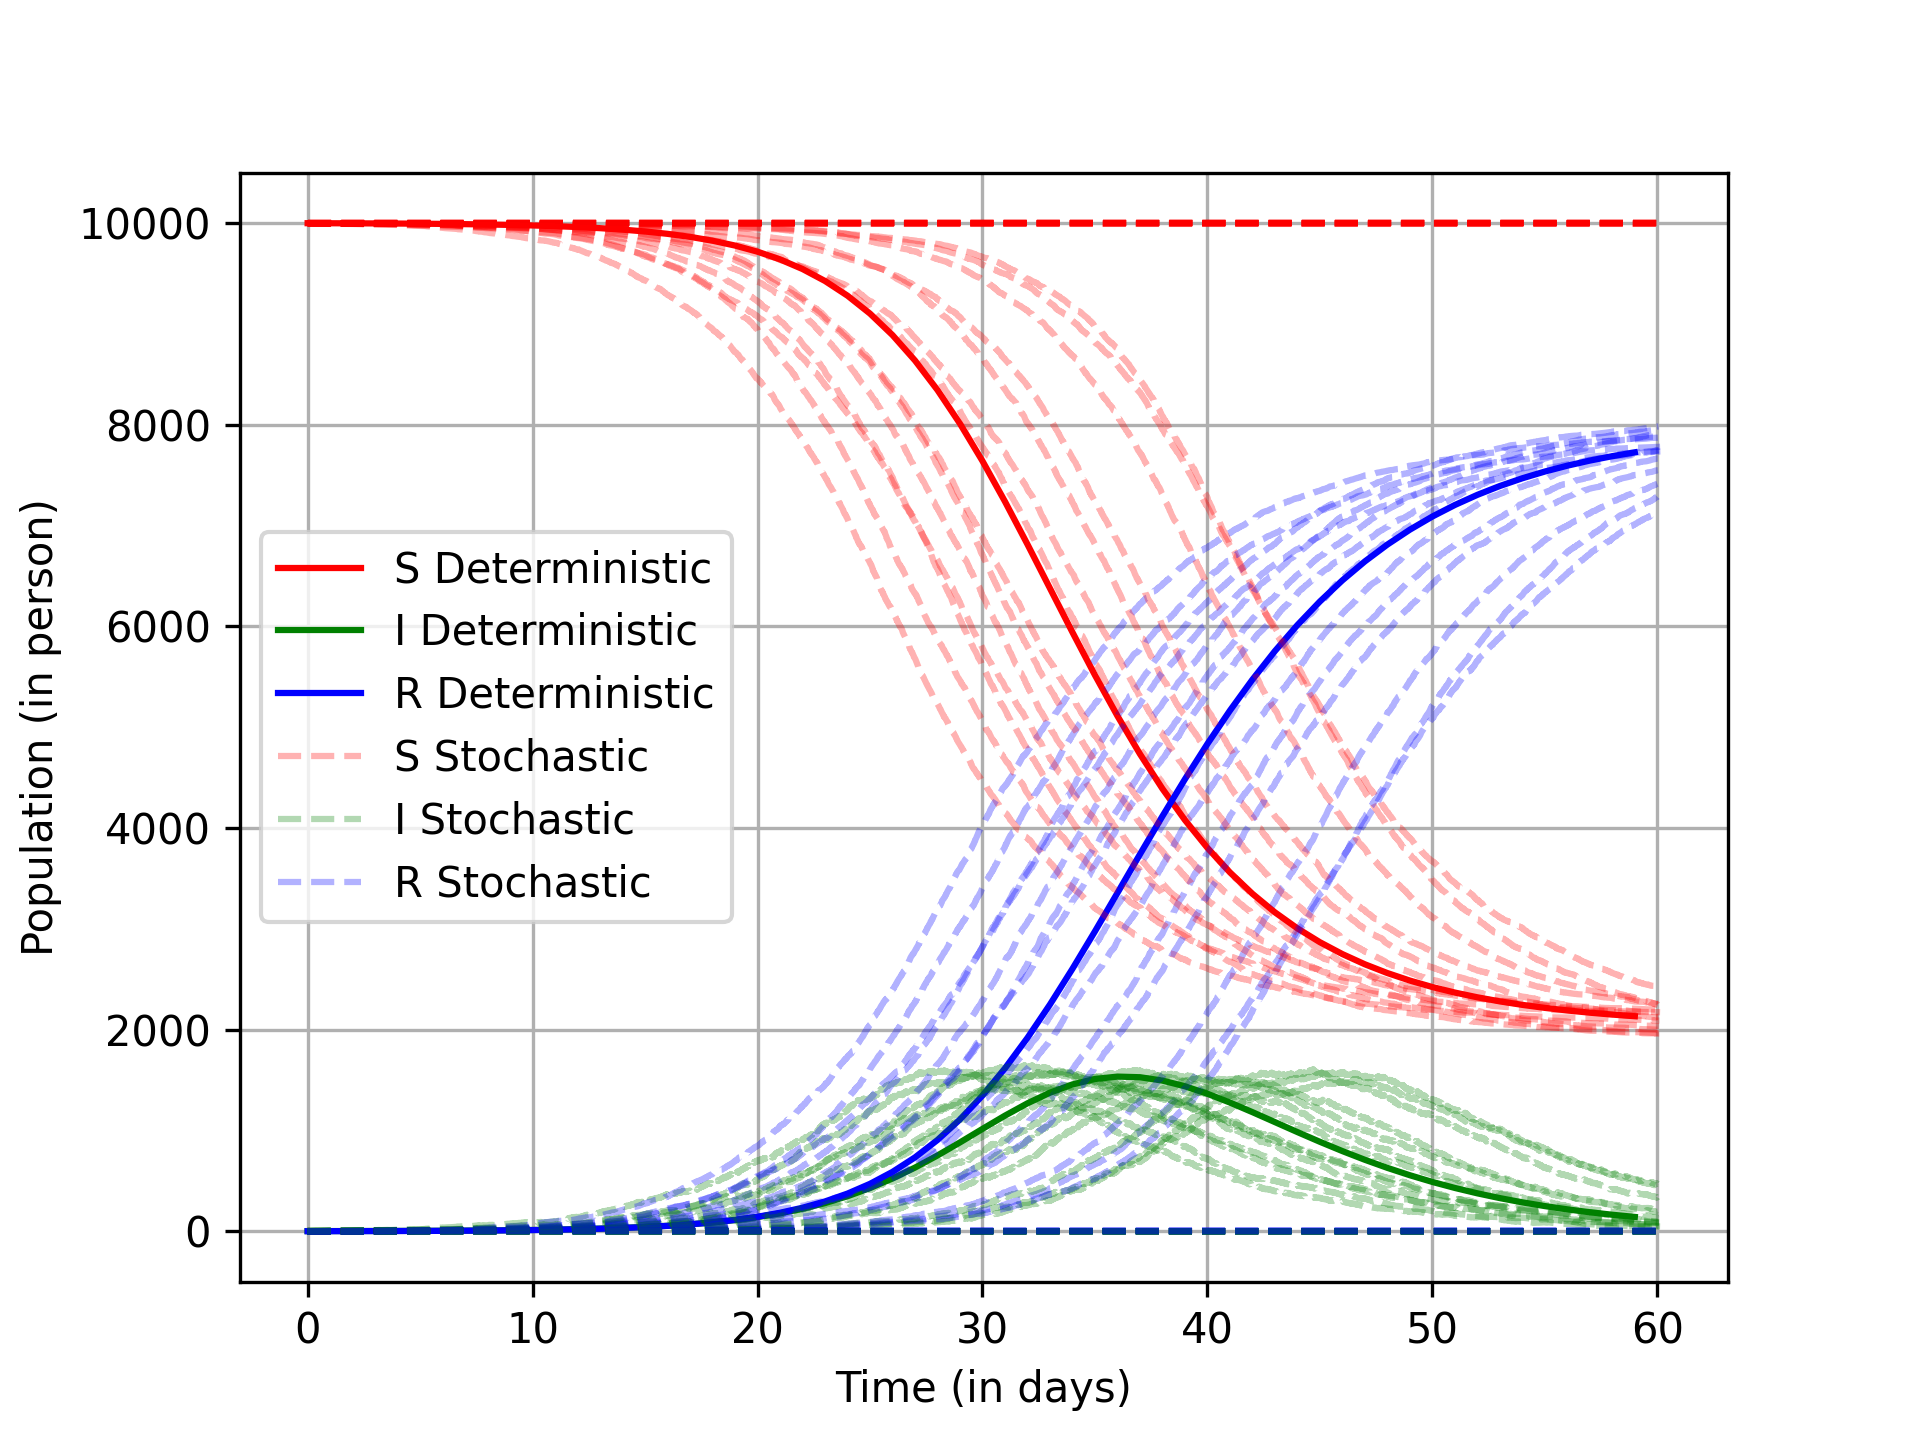 10000
8000
6000
4000
2000
0
Population (in person)
S Deterministic
I Deterministic
R Deterministic
S Stochastic
I Stochastic
R Stochastic
0 10 20 30 40 50 60
Time (in days)